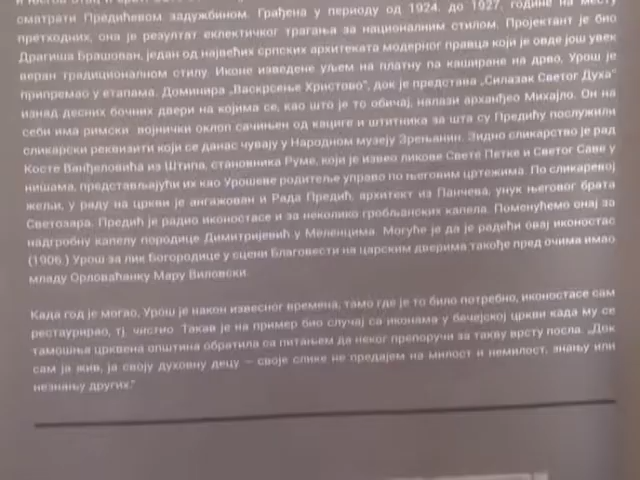 сматрати Предићевом задужбином. Грађена у периоду од 1924. до 1927. године на месту
претходних, она је резултат еклектичког трагања за националним стилом. Пројектант је био
Драгиша Брашован, један од највећих српских архитеката модерног правца који је овде још увек
веран традиционалном стилу. Иконе изведене уљем на платну па каширане на дрво, Урош је
припремао у етапама. Доминира „Васкрсење Христово", док је представа „Силазак Светог Духа"
изнад десних бочних двери на којима се, као што је то обичај, налази арханђео Михајло. Он на
себи има римски војнички оклоп сачињен од кациге и штитника за шта су Предићу послужили
сликарски реквизити који се данас чувају у Народном музеју Зрењанин. Зидно сликарство је рад
Косте Ванђеловића из Штипа, становника Руме, који је извео ликове Свете Петке и Светог Саве у
нишама, представљајући их као Урошеве родитеље управо по његовим цртежима. По сликаревој
жељи, у раду на цркви је ангажован и Рада Предић, архитект из Панчева, унук његовог брата
Светозара. Предић је радио иконостасе и за неколико гробљанских капела. Поменућемо онај за
надгробну капелу породице Димитријевић у Меленцима. Могуће је да је радећи овај иконостас
(1906.) Урош за лик Богородице у сцени Благовести на царским дверима такође пред очима имао
младу Орловаћанку Мару Виловски.
Када год је могао, Урош је након извесног времена, тамо где је то било потребно, иконостасе сам
рестаурирао, тј. чистио. Такав је на пример био случај са иконама у бечејској цркви када му се
тамошња црквена општина обратила са питањем да неког препоручи за такву врсту посла. „Док
сам ја жив, ја своју духовну децу – своје слике не предајем на милост и немилост, знању или
незнању других."